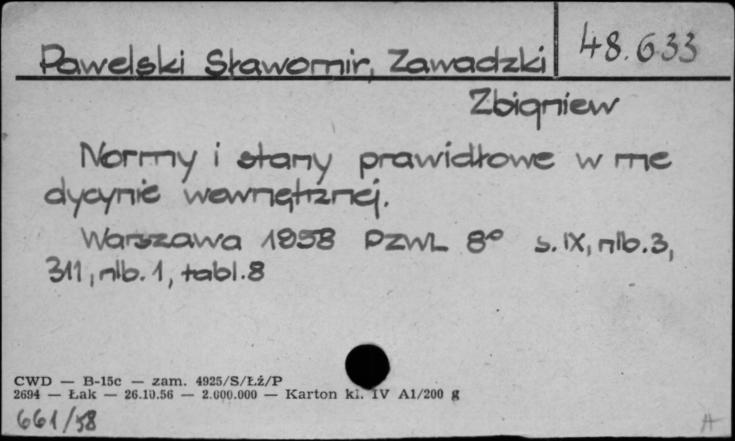 Pawelski Sławomir, Zawadzki 48.633
Zbigniew
Normy i stany prawidłowe w me
dycynie wewnętrznej.
Warszawa 1958 PZWL 8° s. IX, nlb. 3,
311, nlb. 1, tabl. 8
CWD — B-15c — zam. 4925/S/Łż/P
2694 — Łak — 26.10.56 — 2.000.000 — Karton kl. IV A1/200 g
661/58
A